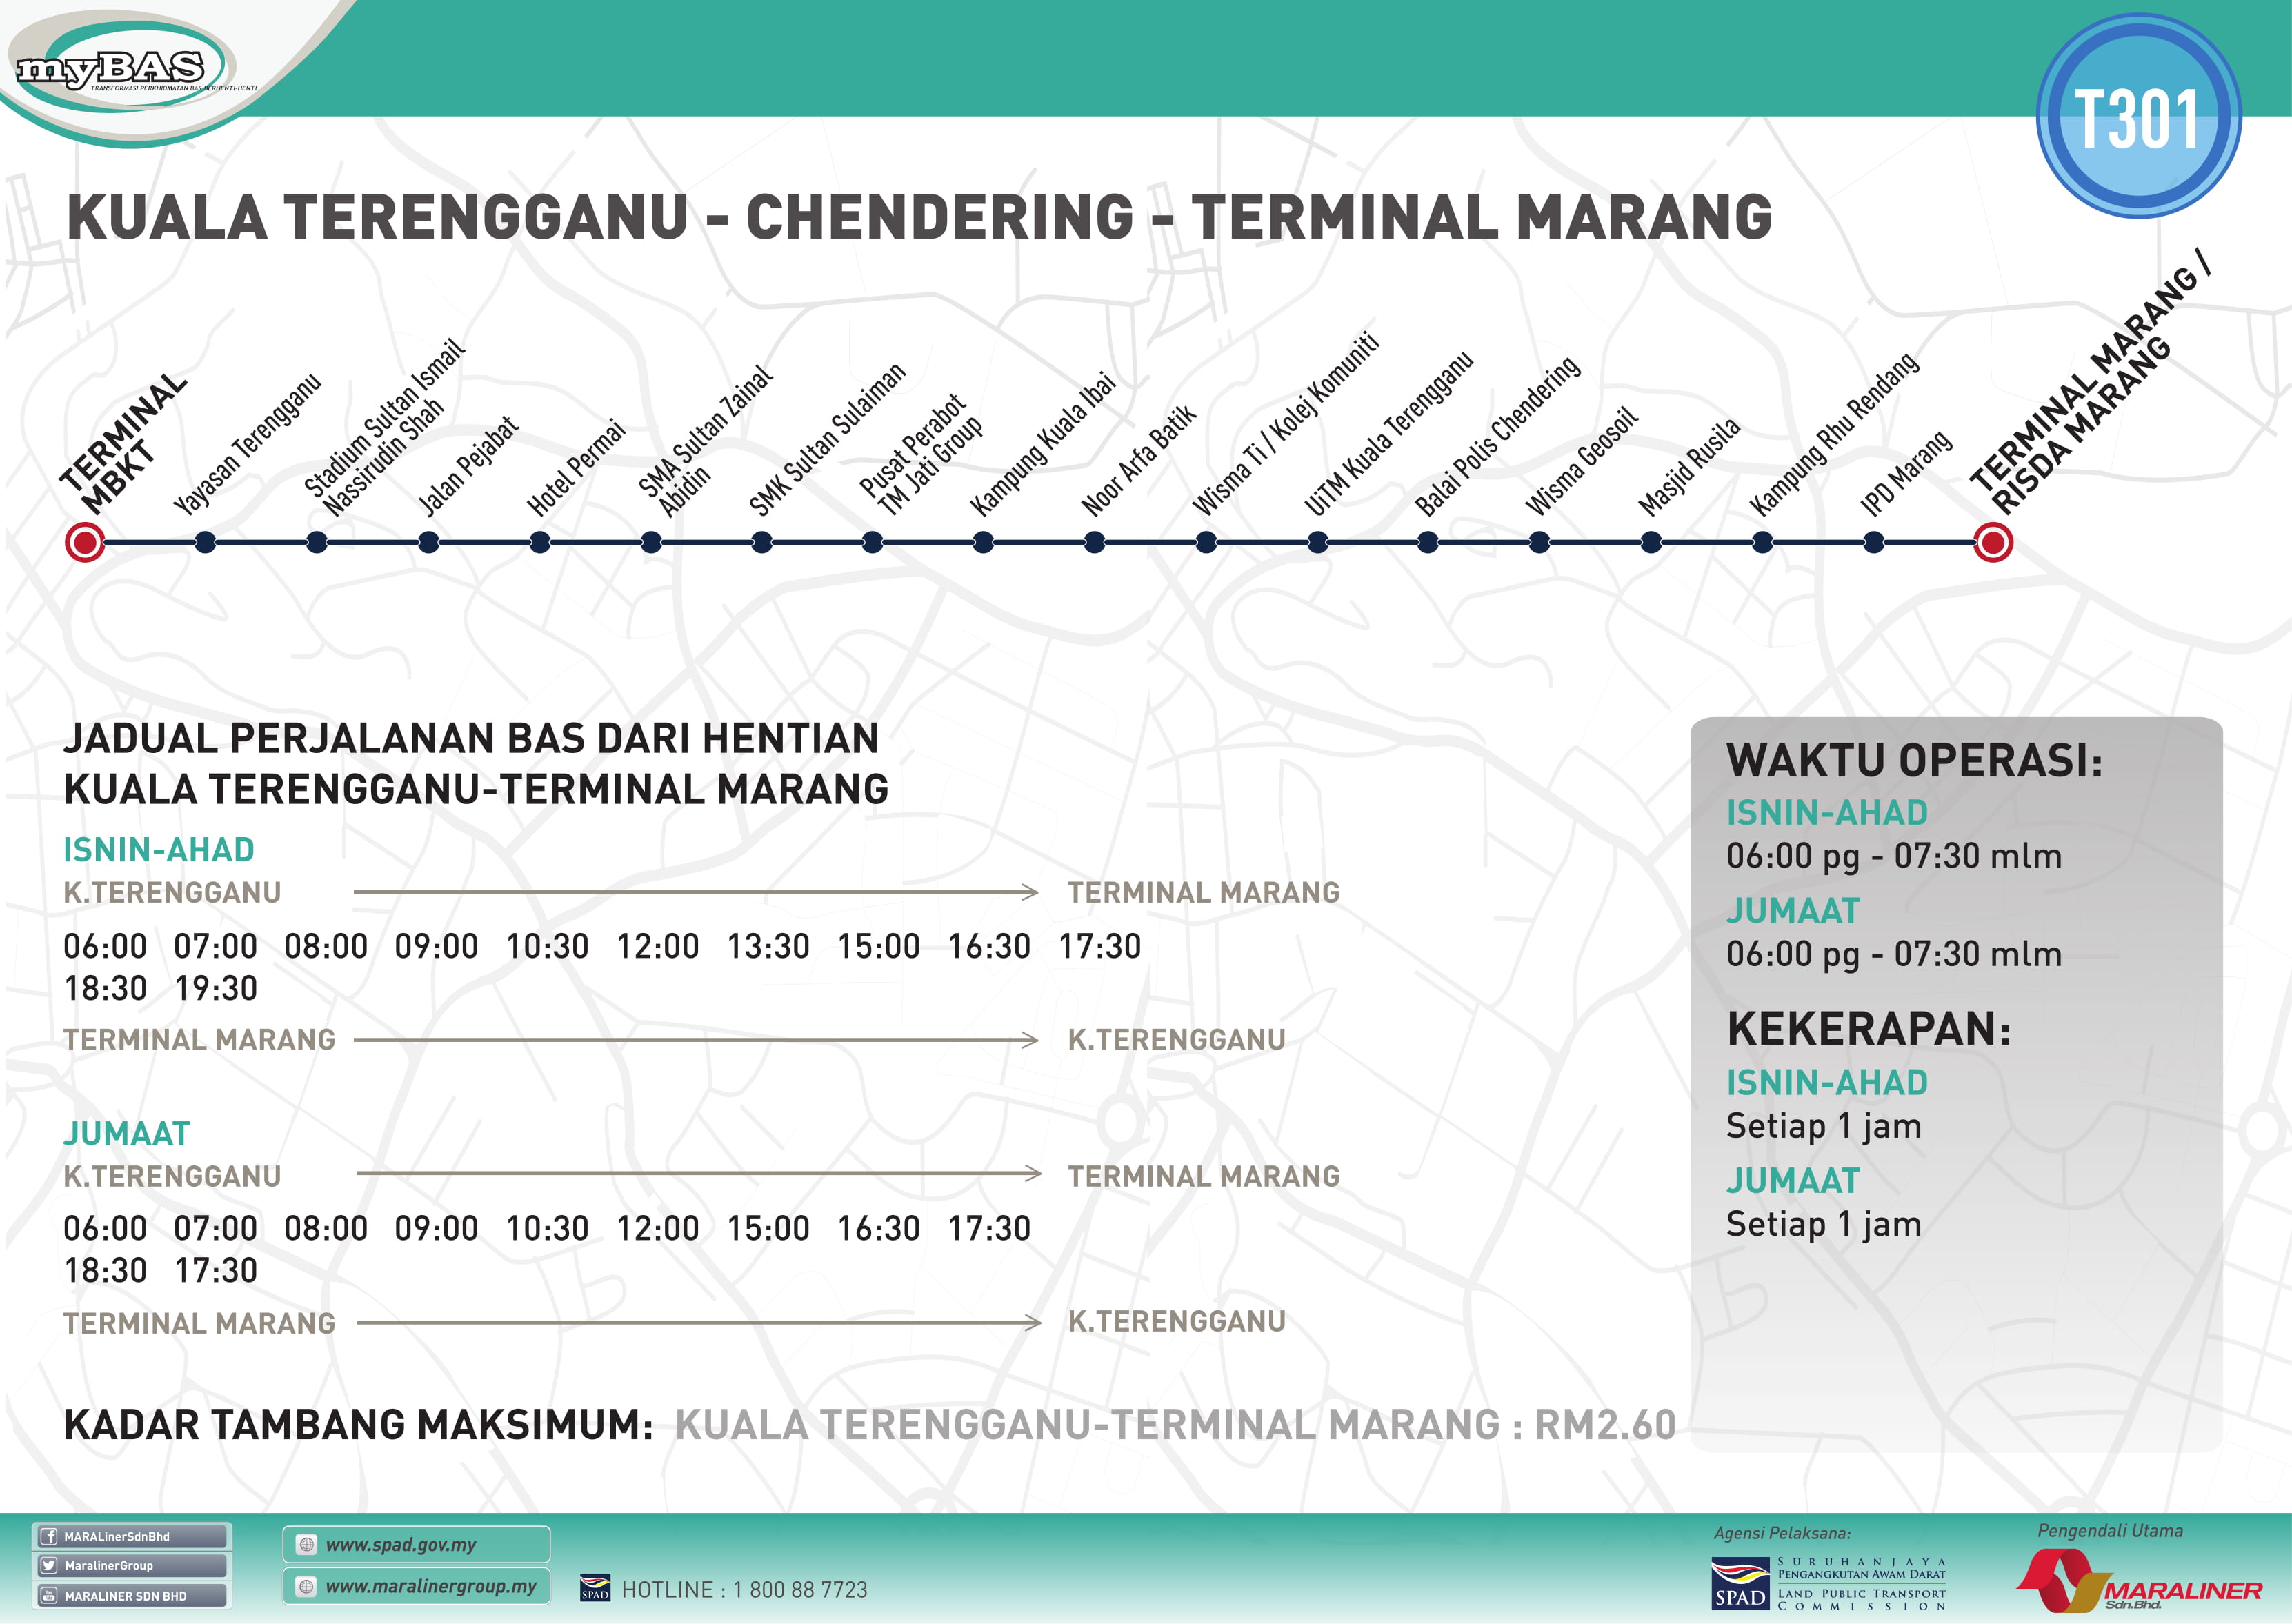 myBAS
TRANSFORMASI PERKHIDMATAN BAS BERHENTI-HENTI
T301
KUALA TERENGGANU - CHENDERING - TERMINAL MARANG
TERMINAL
MBKT
Yayasan Terengganu
Stadium Sultan Ismail
Nassirudin Shah
Jalan Pejabat
Hotel Permai
SMA Sultan Zainal
Abidin
SMK Sultan Sulaiman
Pusat Perabot
TM Jati Group
Kampung Kuala Ibai
Noor Arfa Batik
Wisma Ti / Kolej Komuniti
UiTM Kuala Terengganu
Balai Polis Chendering
Wisma Geosoil
Masjid Rusila
Kampung Rhu Rendang
IPD Marang
TERMINAL MARANG /
RISDA MARANG
JADUAL PERJALANAN BAS DARI HENTIAN
KUALA TERENGGANU-TERMINAL MARANG
ISNIN-AHAD
K.TERENGGANU TERMINAL MARANG
06:00 07:00 08:00 09:00 10:30 12:00 13:30 15:00 16:30 17:30
18:30 19:30
TERMINAL MARANG K.TERENGGANU
JUMAAT
K.TERENGGANU TERMINAL MARANG
06:00 07:00 08:00 09:00 10:30 12:00 15:00 16:30 17:30
18:30 17:30
TERMINAL MARANG K.TERENGGANU
KADAR TAMBANG MAKSIMUM: KUALA TERENGGANU-TERMINAL MARANG : RM2.60
WAKTU OPERASI:
ISNIN-AHAD
06:00 pg - 07:30 mlm
JUMAAT
06:00 pg - 07:30 mlm
KEKERAPAN:
ISNIN-AHAD
Setiap 1 jam
JUMAAT
Setiap 1 jam
MARALinerSdnBhd
MaralinerGroup
MARALINER SDN BHD
www.spad.gov.my
www.maralinergroup.my
SPAD
HOTLINE : 1 800 88 7723
Agensi Pelaksana:
SPAD
SURUHANJAYA
PENGANGKUTAN AWAM DARAT
LAND PUBLIC TRANSPORT
COMMISSION
Pengendali Utama
MARALINER
Sdn.Bhd.